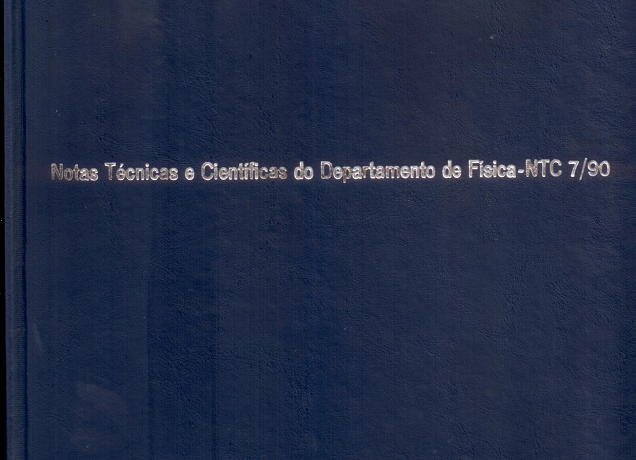 Notas Técnicas e Científicas do Departamento de Física-NTC 7/90